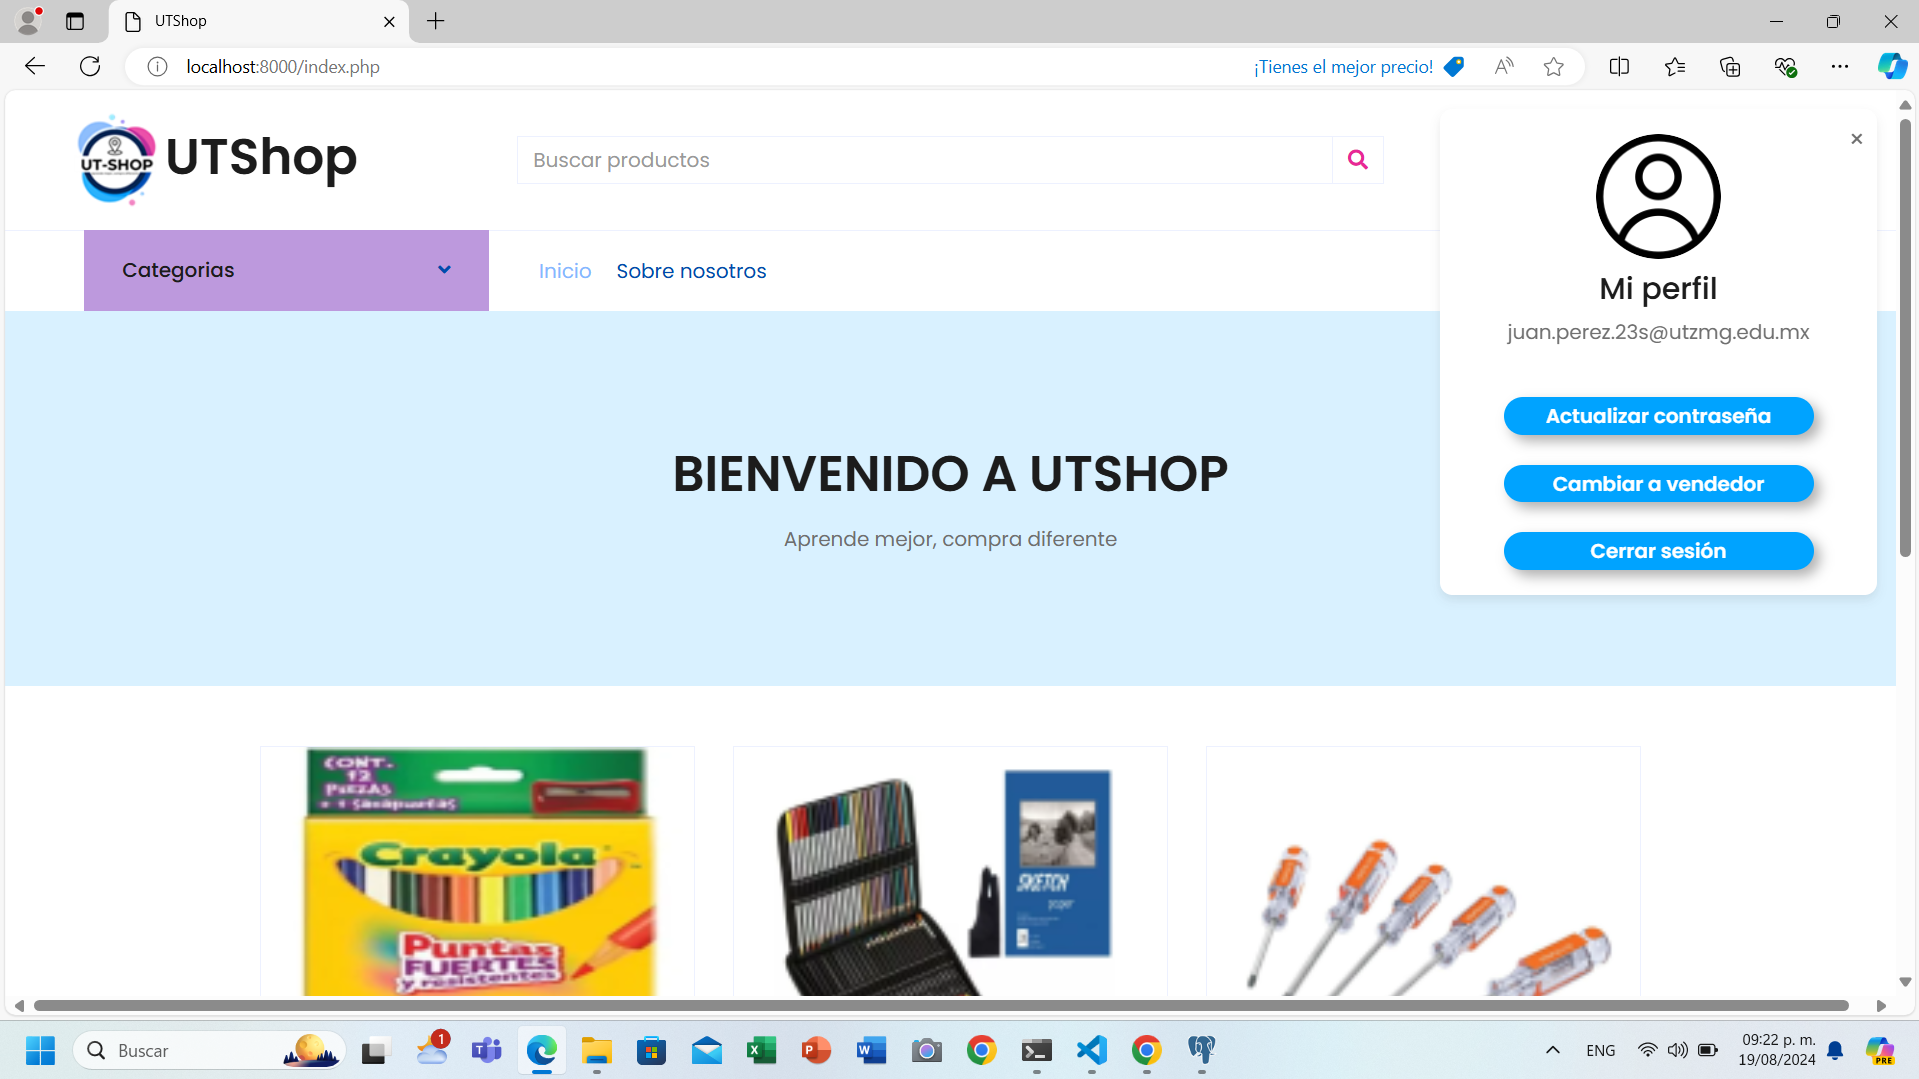 UTShop
localhost:8000/index.php
¡Tienes el mejor precio!
UT-SHOP
UTShop
Buscar productos
Categorias
Inicio
Sobre nosotros
Mi perfil
juan.perez.23s@utzmg.edu.mx
Actualizar contraseña
Cambiar a vendedor
Cerrar sesión
BIENVENIDO A UTSHOP
Aprende mejor, compra diferente
CONT.
12
PIEZAS
+ 1 sacapuntas
Crayola
Puntas
FUERTES
y resistentes
SKETCH
paper
Buscar
1
ENG
09:22 p. m.
19/08/2024
PRE